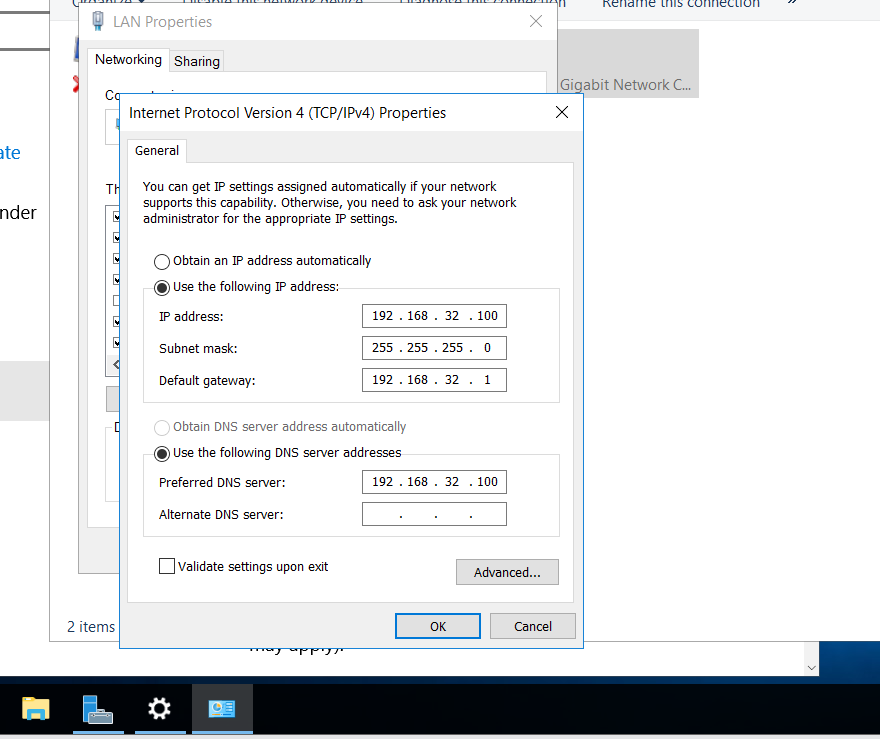 Rename this connection
»
LAN Properties
Networking
Sharing
Gigabit Network C...
Internet Protocol Version 4 (TCP/IPv4) Properties
General
ate
nder
You can get IP settings assigned automatically if your network
supports this capability. Otherwise, you need to ask your network
administrator for the appropriate IP settings.
Obtain an IP address automatically
Use the following IP address:
IP address:
192 . 168 . 32 . 100
Subnet mask:
255 . 255 . 255 . 0
Default gateway:
192 . 168 . 32 . 1
Obtain DNS server address automatically
Use the following DNS server addresses
Preferred DNS server:
192 . 168 . 32 . 100
Alternate DNS server:
. . .
Validate settings upon exit
Advanced...
OK
Cancel
2 items
may apply).